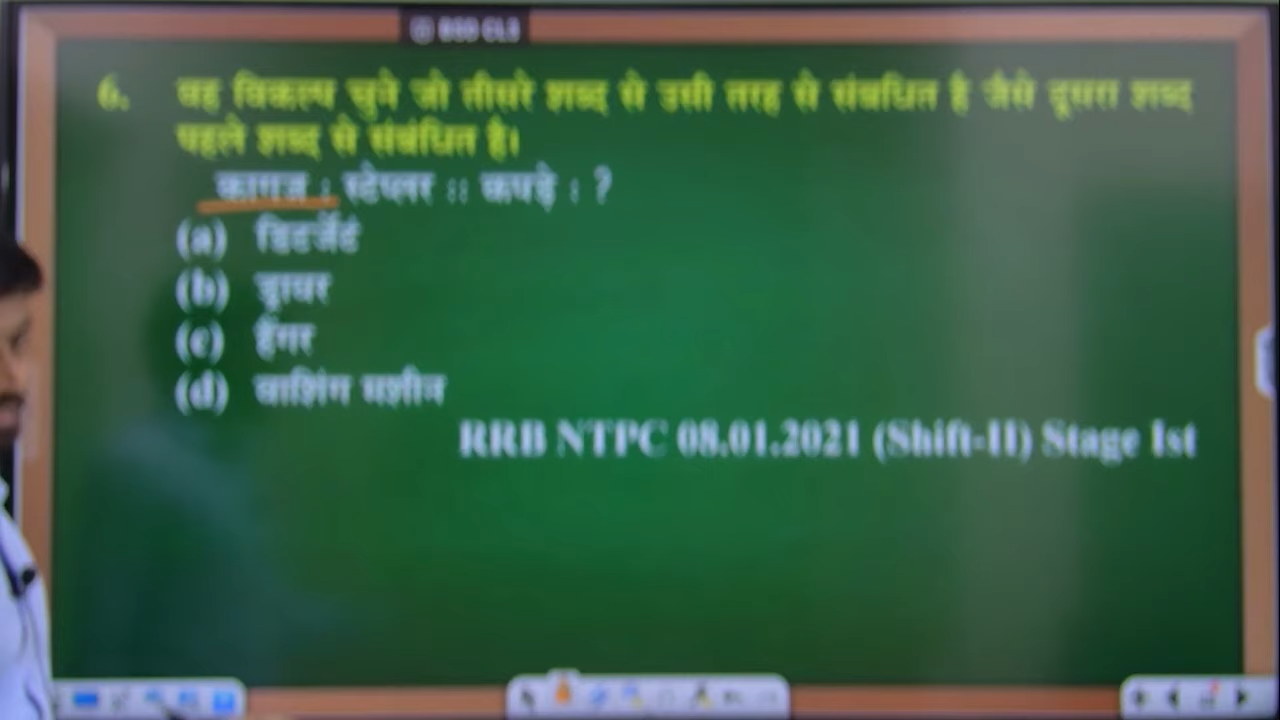 6. वह विकल्प चुने जो तीसरे शब्द से उसी तरह से संबंधित है जैसे दूसरा शब्द
पहले शब्द से संबंधित है।
कागज : स्टेप्लर :: कपड़े : ?
(a) डिटर्जेंट
(b) ड्रायर
(c) हैंगर
(d) वाशिंग मशीन
RRB NTPC 08.01.2021 (Shift-II) Stage Ist